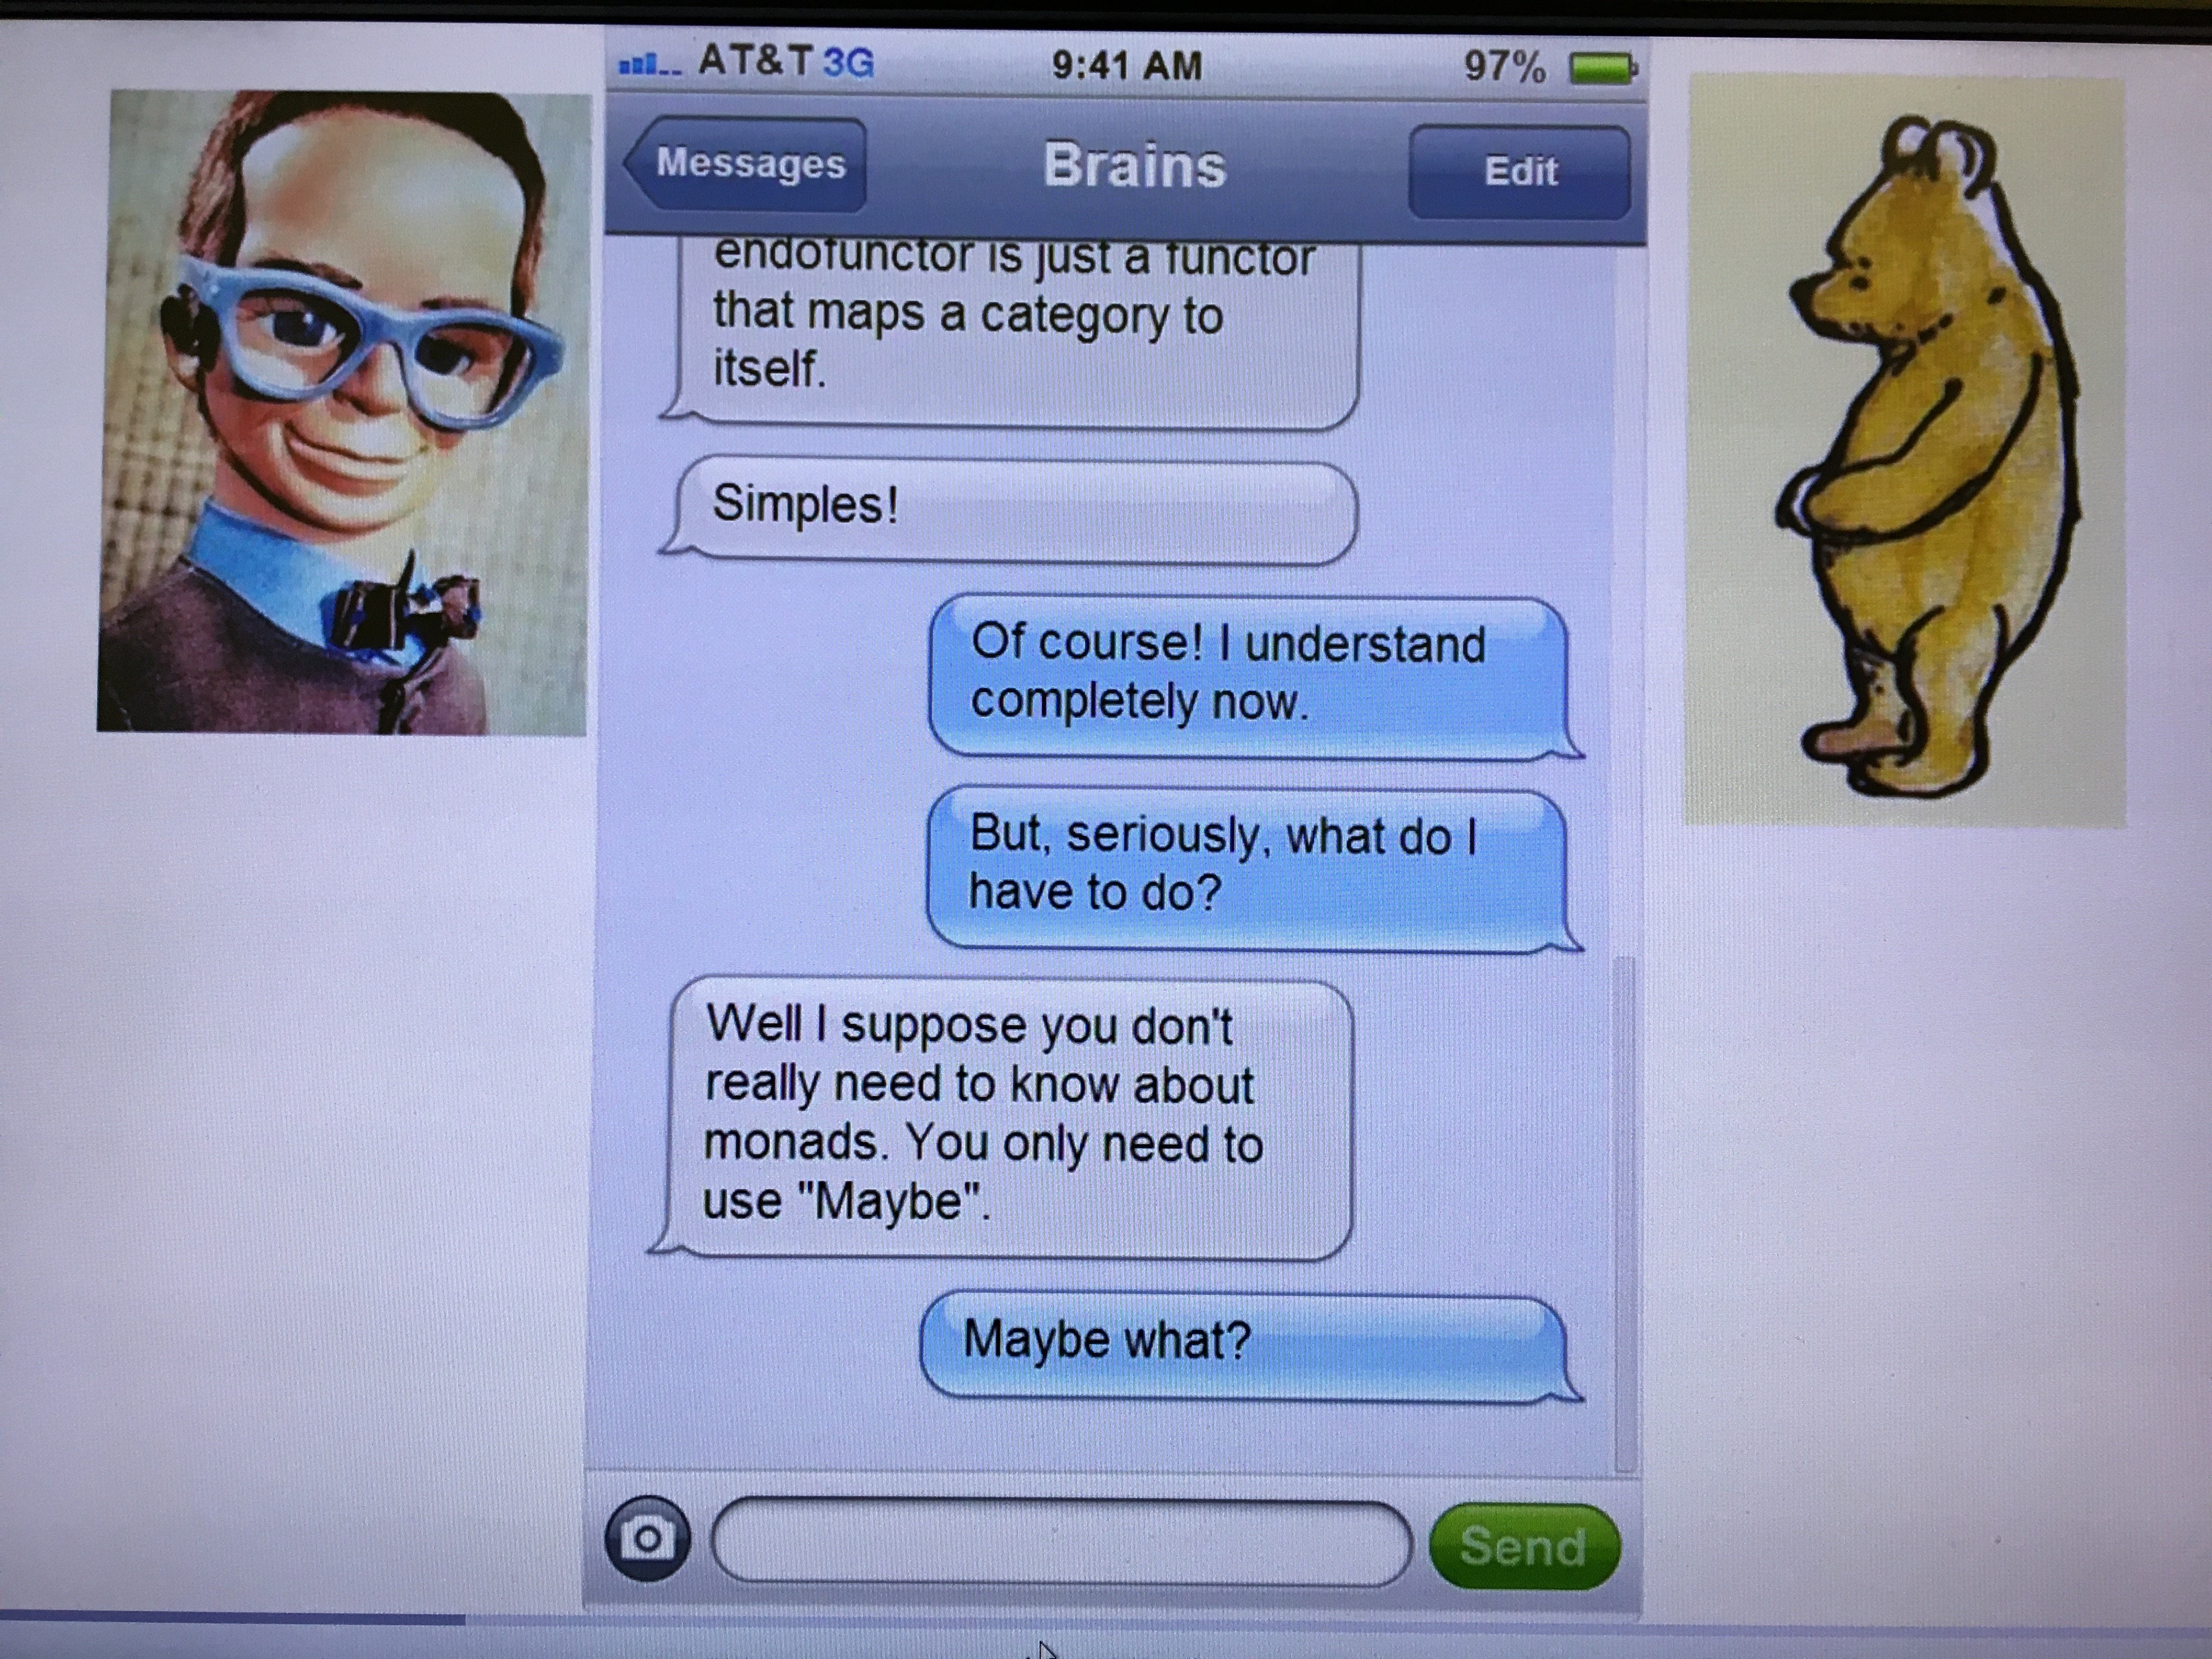 AT&T 3G 9:41 AM 97%
Messages Brains Edit
endofunctor is just a functor
that maps a category to
itself.
Simples!
Of course! I understand
completely now.
But, seriously, what do I
have to do?
Well I suppose you don't
really need to know about
monads. You only need to
use "Maybe".
Maybe what?
Send